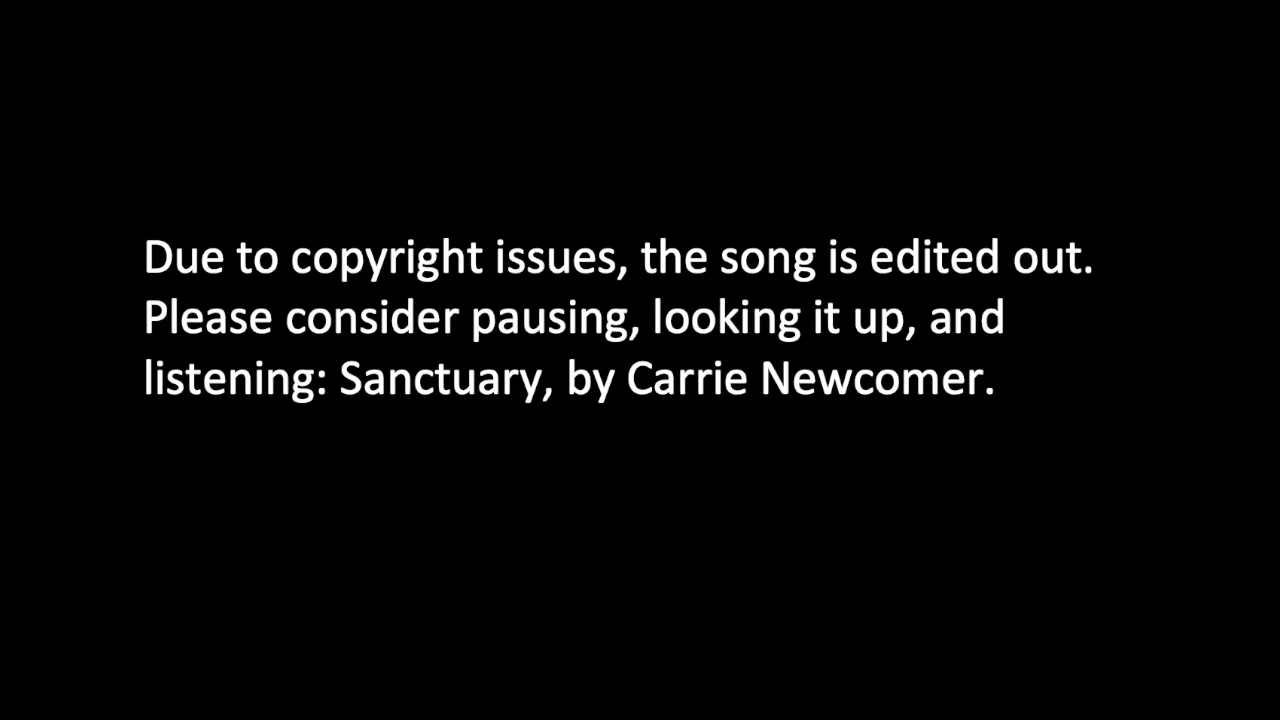 Due to copyright issues, the song is edited out.
Please consider pausing, looking it up, and
listening: Sanctuary, by Carrie Newcomer.